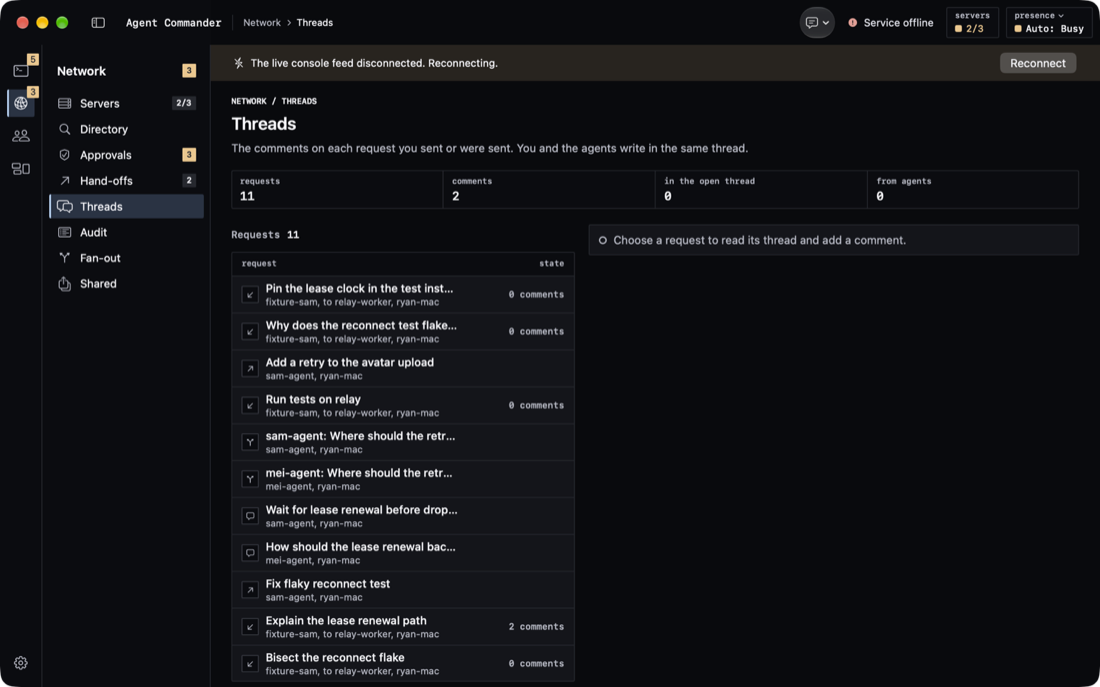 Agent Commander
Network > Threads
Service offline
servers
2/3
presence
Auto: Busy
5
3
Network 3
Servers 2/3
Directory
Approvals 3
Hand-offs 2
Threads
Audit
Fan-out
Shared
The live console feed disconnected. Reconnecting.
Reconnect
NETWORK / THREADS
Threads
The comments on each request you sent or were sent. You and the agents write in the same thread.
requests
11
comments
2
in the open thread
0
from agents
0
Requests 11
request state
Pin the lease clock in the test inst...
fixture-sam, to relay-worker, ryan-mac
0 comments
Why does the reconnect test flake...
fixture-sam, to relay-worker, ryan-mac
0 comments
Add a retry to the avatar upload
sam-agent, ryan-mac
Run tests on relay
fixture-sam, to relay-worker, ryan-mac
0 comments
sam-agent: Where should the retr...
sam-agent, ryan-mac
mei-agent: Where should the retr...
mei-agent, ryan-mac
Wait for lease renewal before drop...
sam-agent, ryan-mac
How should the lease renewal bac...
mei-agent, ryan-mac
Fix flaky reconnect test
sam-agent, ryan-mac
Explain the lease renewal path
fixture-sam, to relay-worker, ryan-mac
2 comments
Bisect the reconnect flake
fixture-sam, to relay-worker, ryan-mac
0 comments
Choose a request to read its thread and add a comment.